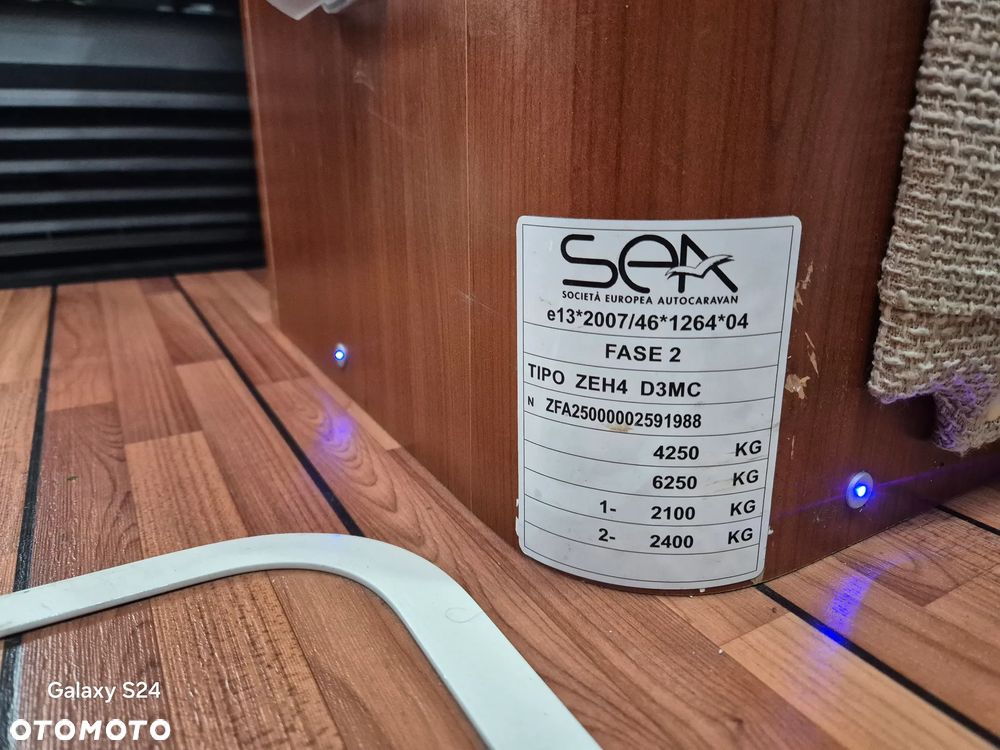 SEA
SOCIETÀ EUROPEA AUTOCARAVAN
e13*2007/46*1264*04
FASE 2
TIPO ZEH4 D3MC
N ZFA25000002591988
4250 KG
6250 KG
1- 2100 KG
2- 2400 KG
Galaxy S24
OTOMOTO